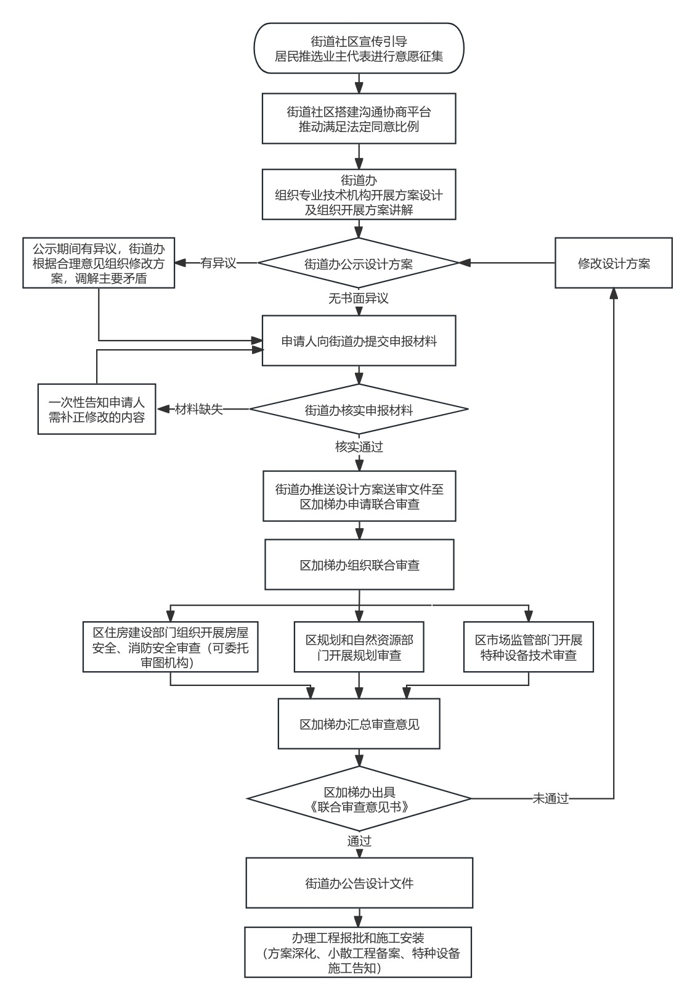 街道社区宣传引导
居民推选业主代表进行意愿征集
街道社区搭建沟通协商平台
推动满足法定同意比例
街道办
组织专业技术机构开展方案设计
及组织开展方案讲解
公示期间有异议，街道办
根据合理意见组织修改方
案，调解主要矛盾
有异议
街道办公示设计方案
修改设计方案
无书面异议
申请人向街道办提交申报材料
一次性告知申请人
需补正修改的内容
材料缺失
街道办核实申报材料
核实通过
街道办推送设计方案送审文件至
区加梯办申请联合审查
区加梯办组织联合审查
区住房建设部门组织开展房屋
安全、消防安全审查（可委托
审图机构）
区规划和自然资源部
门开展规划审查
区市场监管部门开展
特种设备技术审查
区加梯办汇总审查意见
区加梯办出具
《联合审查意见书》
未通过
通过
街道办公告设计文件
办理工程报批和施工安装
（方案深化、小散工程备案、特种设备
施工告知）